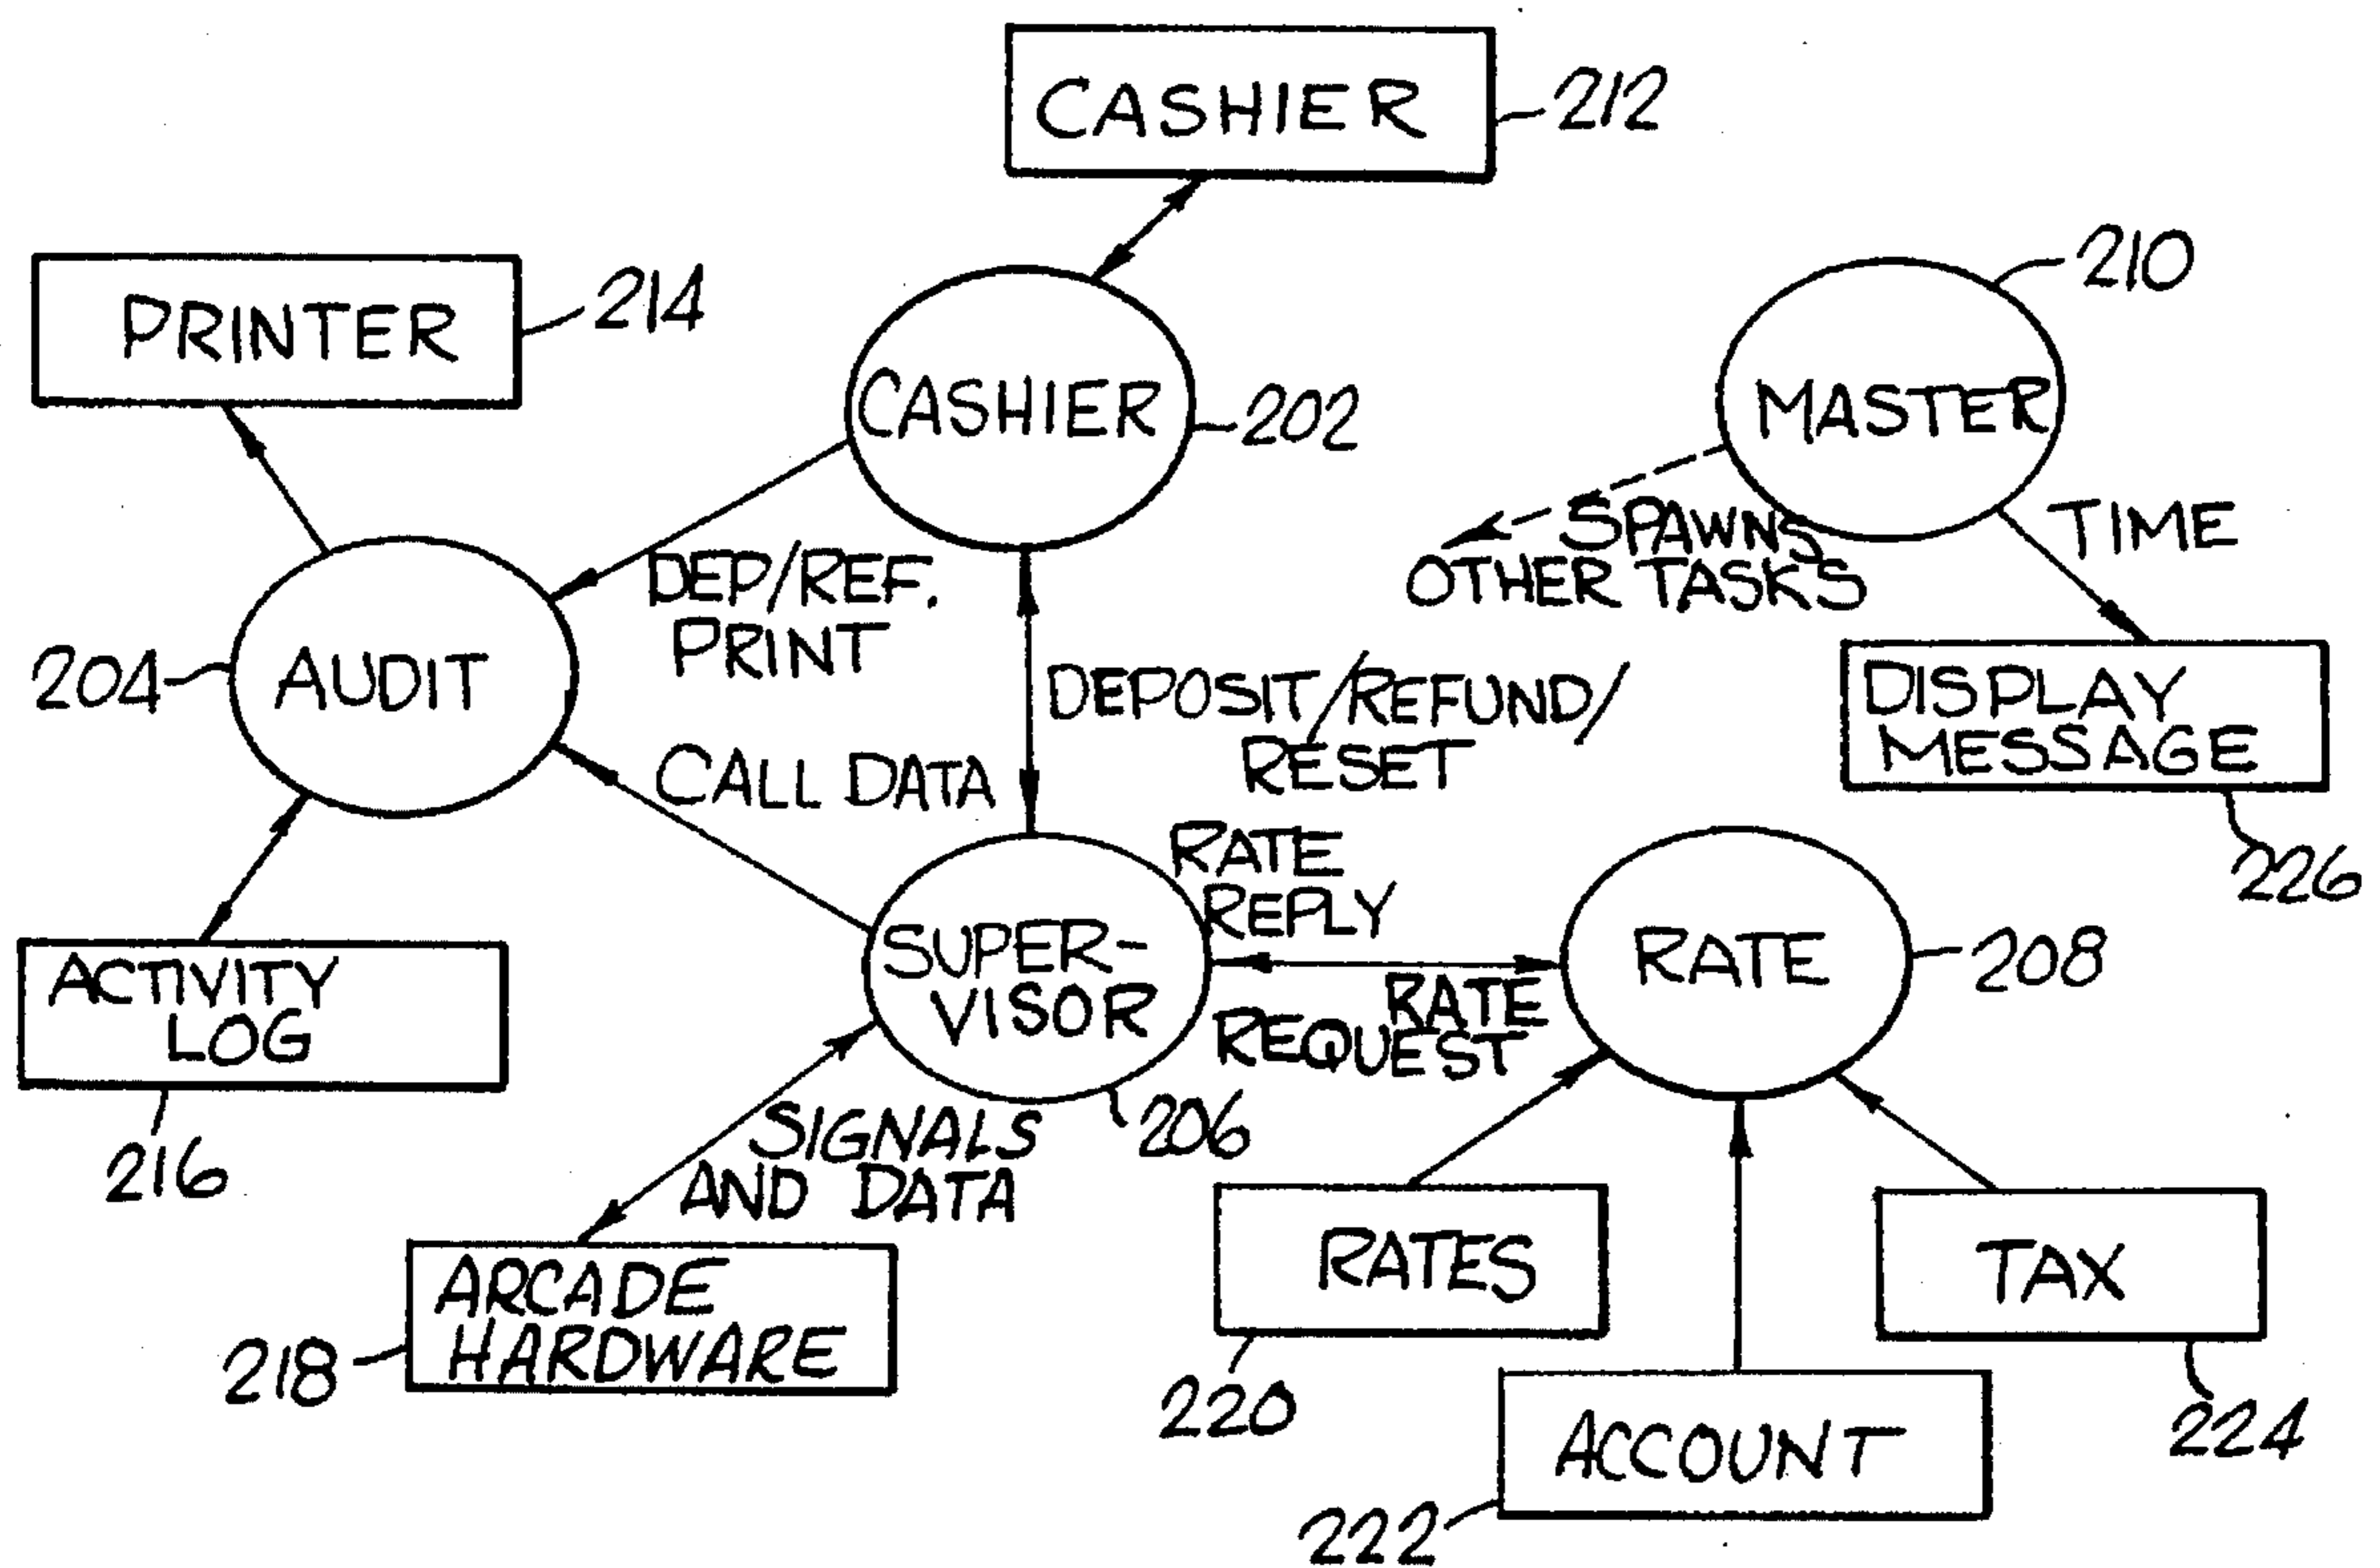 CASHIER
212
PRINTER
214
CASHIER
202
MASTER
210
SPAWNS
OTHER TASKS
TIME
DEP/REF.
PRINT
204
AUDIT
DEPOSIT/REFUND/
RESET
DISPLAY
MESSAGE
226
CALL DATA
RATE
REPLY
SUPER-
VISOR
RATE
208
RATE
REQUEST
ACTIVITY
LOG
216
SIGNALS
AND DATA
206
ARCADE
HARDWARE
218
RATES
220
TAX
224
ACCOUNT
222